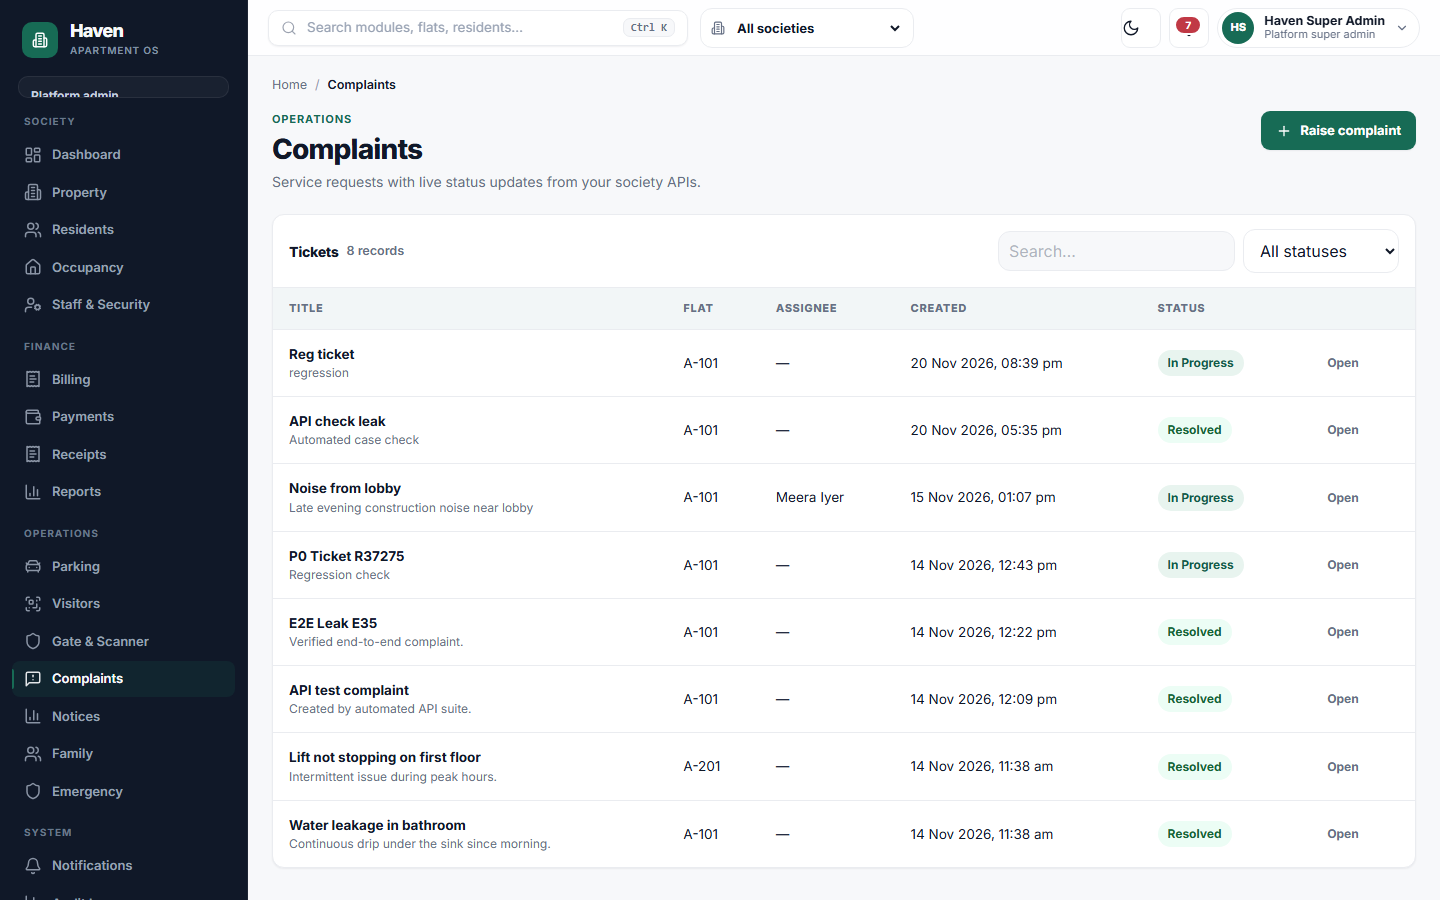 Haven
APARTMENT OS
Platform admin
SOCIETY
Dashboard
Property
Residents
Occupancy
Staff & Security
FINANCE
Billing
Payments
Receipts
Reports
OPERATIONS
Parking
Visitors
Gate & Scanner
Complaints
Notices
Family
Emergency
SYSTEM
Notifications
Search modules, flats, residents...
Ctrl K
All societies
7
HS
Haven Super Admin
Platform super admin
Home / Complaints
OPERATIONS
Complaints
Service requests with live status updates from your society APIs.
+ Raise complaint
Tickets 8 records
Search...
All statuses
TITLE FLAT ASSIGNEE CREATED STATUS
Reg ticket
regression
A-101 — 20 Nov 2026, 08:39 pm In Progress Open
API check leak
Automated case check
A-101 — 20 Nov 2026, 05:35 pm Resolved Open
Noise from lobby
Late evening construction noise near lobby
A-101 Meera Iyer 15 Nov 2026, 01:07 pm In Progress Open
P0 Ticket R37275
Regression check
A-101 — 14 Nov 2026, 12:43 pm In Progress Open
E2E Leak E35
Verified end-to-end complaint.
A-101 — 14 Nov 2026, 12:22 pm Resolved Open
API test complaint
Created by automated API suite.
A-101 — 14 Nov 2026, 12:09 pm Resolved Open
Lift not stopping on first floor
Intermittent issue during peak hours.
A-201 — 14 Nov 2026, 11:38 am Resolved Open
Water leakage in bathroom
Continuous drip under the sink since morning.
A-101 — 14 Nov 2026, 11:38 am Resolved Open